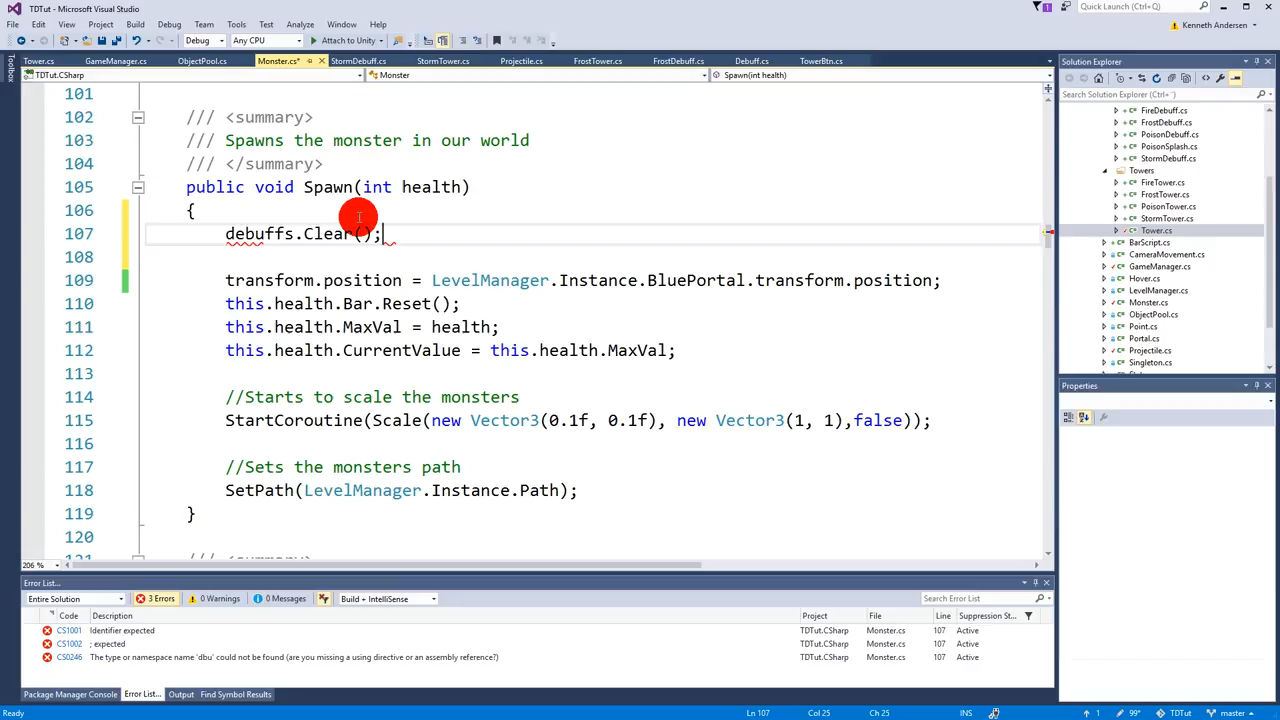 TDTut - Microsoft Visual Studio
1
Quick Launch (Ctrl+Q)
File Edit View Project Build Debug Team Tools Test Analyze Window Help
Kenneth Andersen
Debug Any CPU Attach to Unity
Toolbox
Tower.cs GameManager.cs ObjectPool.cs Monster.cs* StormDebuff.cs StormTower.cs Projectile.cs FrostTower.cs FrostDebuff.cs Debuff.cs TowerBtn.cs
TDTut.CSharp Monster Spawn(int health)
101
102 /// <summary>
103 /// Spawns the monster in our world
104 /// </summary>
105 public void Spawn(int health)
106 {
107 debuffs.Clear();
108
109 transform.position = LevelManager.Instance.BluePortal.transform.position;
110 this.health.Bar.Reset();
111 this.health.MaxVal = health;
112 this.health.CurrentValue = this.health.MaxVal;
113
114 //Starts to scale the monsters
115 StartCoroutine(Scale(new Vector3(0.1f, 0.1f), new Vector3(1, 1),false));
116
117 //Sets the monsters path
118 SetPath(LevelManager.Instance.Path);
119 }
120
121 /// <summary>
206 %
Solution Explorer
Search Solution Explorer
FireDebuff.cs
FrostDebuff.cs
PoisonDebuff.cs
PoisonSplash.cs
StormDebuff.cs
Towers
FireTower.cs
FrostTower.cs
PoisonTower.cs
StormTower.cs
Tower.cs
BarScript.cs
CameraMovement.cs
GameManager.cs
Hover.cs
LevelManager.cs
Monster.cs
ObjectPool.cs
Point.cs
Portal.cs
Projectile.cs
Singleton.cs
Properties
Error List...
Entire Solution 3 Errors 0 Warnings 0 Messages Build + IntelliSense Search Error List
Code Description Project File Line Suppression St...
CS1001 Identifier expected TDTut.CSharp Monster.cs 107 Active
CS1002 ; expected TDTut.CSharp Monster.cs 107 Active
CS0246 The type or namespace name 'dbu' could not be found (are you missing a using directive or an assembly reference?) TDTut.CSharp Monster.cs 107 Active
Package Manager Console Error List... Output Find Symbol Results
Ready Ln 107 Col 25 Ch 25 INS 1 99* TDTut master